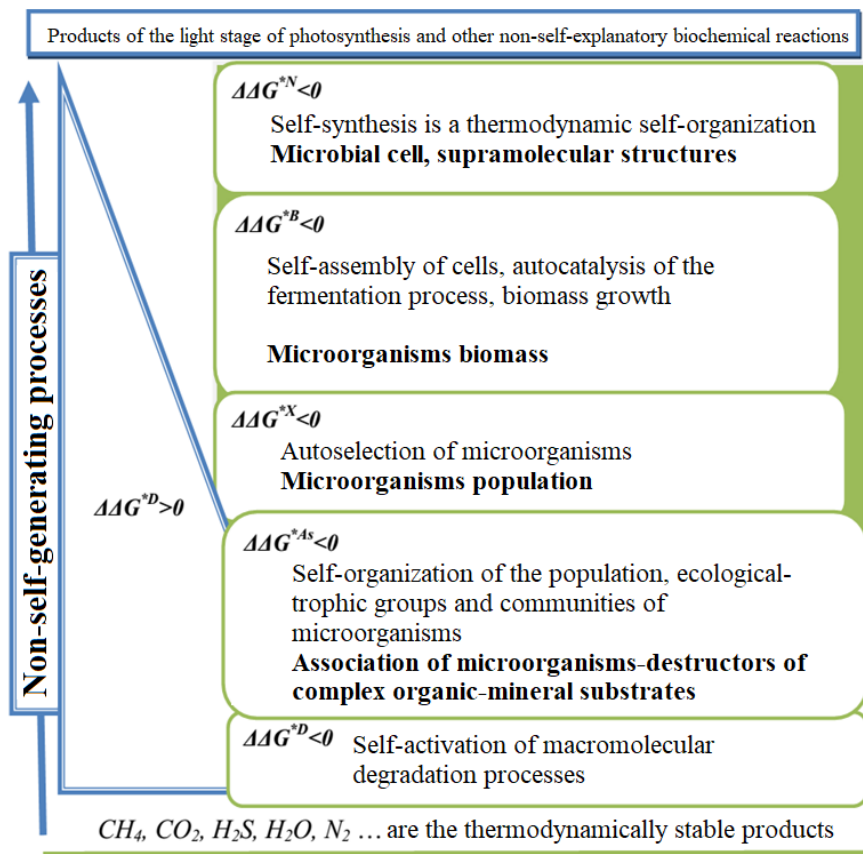 Products of the light stage of photosynthesis and other non-self-explanatory biochemical reactions
ΔΔG*ᴺ<0
Self-synthesis is a thermodynamic self-organization
Microbial cell, supramolecular structures
ΔΔG*ᴮ<0
Self-assembly of cells, autocatalysis of the
fermentation process, biomass growth
Microorganisms biomass
ΔΔG*ˣ<0
Autoselection of microorganisms
Microorganisms population
ΔΔG*ᴬˢ<0
Self-organization of the population, ecological-
trophic groups and communities of
microorganisms
Association of microorganisms-destructors of
complex organic-mineral substrates
ΔΔG*ᴰ<0
Self-activation of macromolecular
degradation processes
Non-self-generating processes
ΔΔG*ᴰ>0
CH₄, CO₂, H₂S, H₂O, N₂ … are the thermodynamically stable products